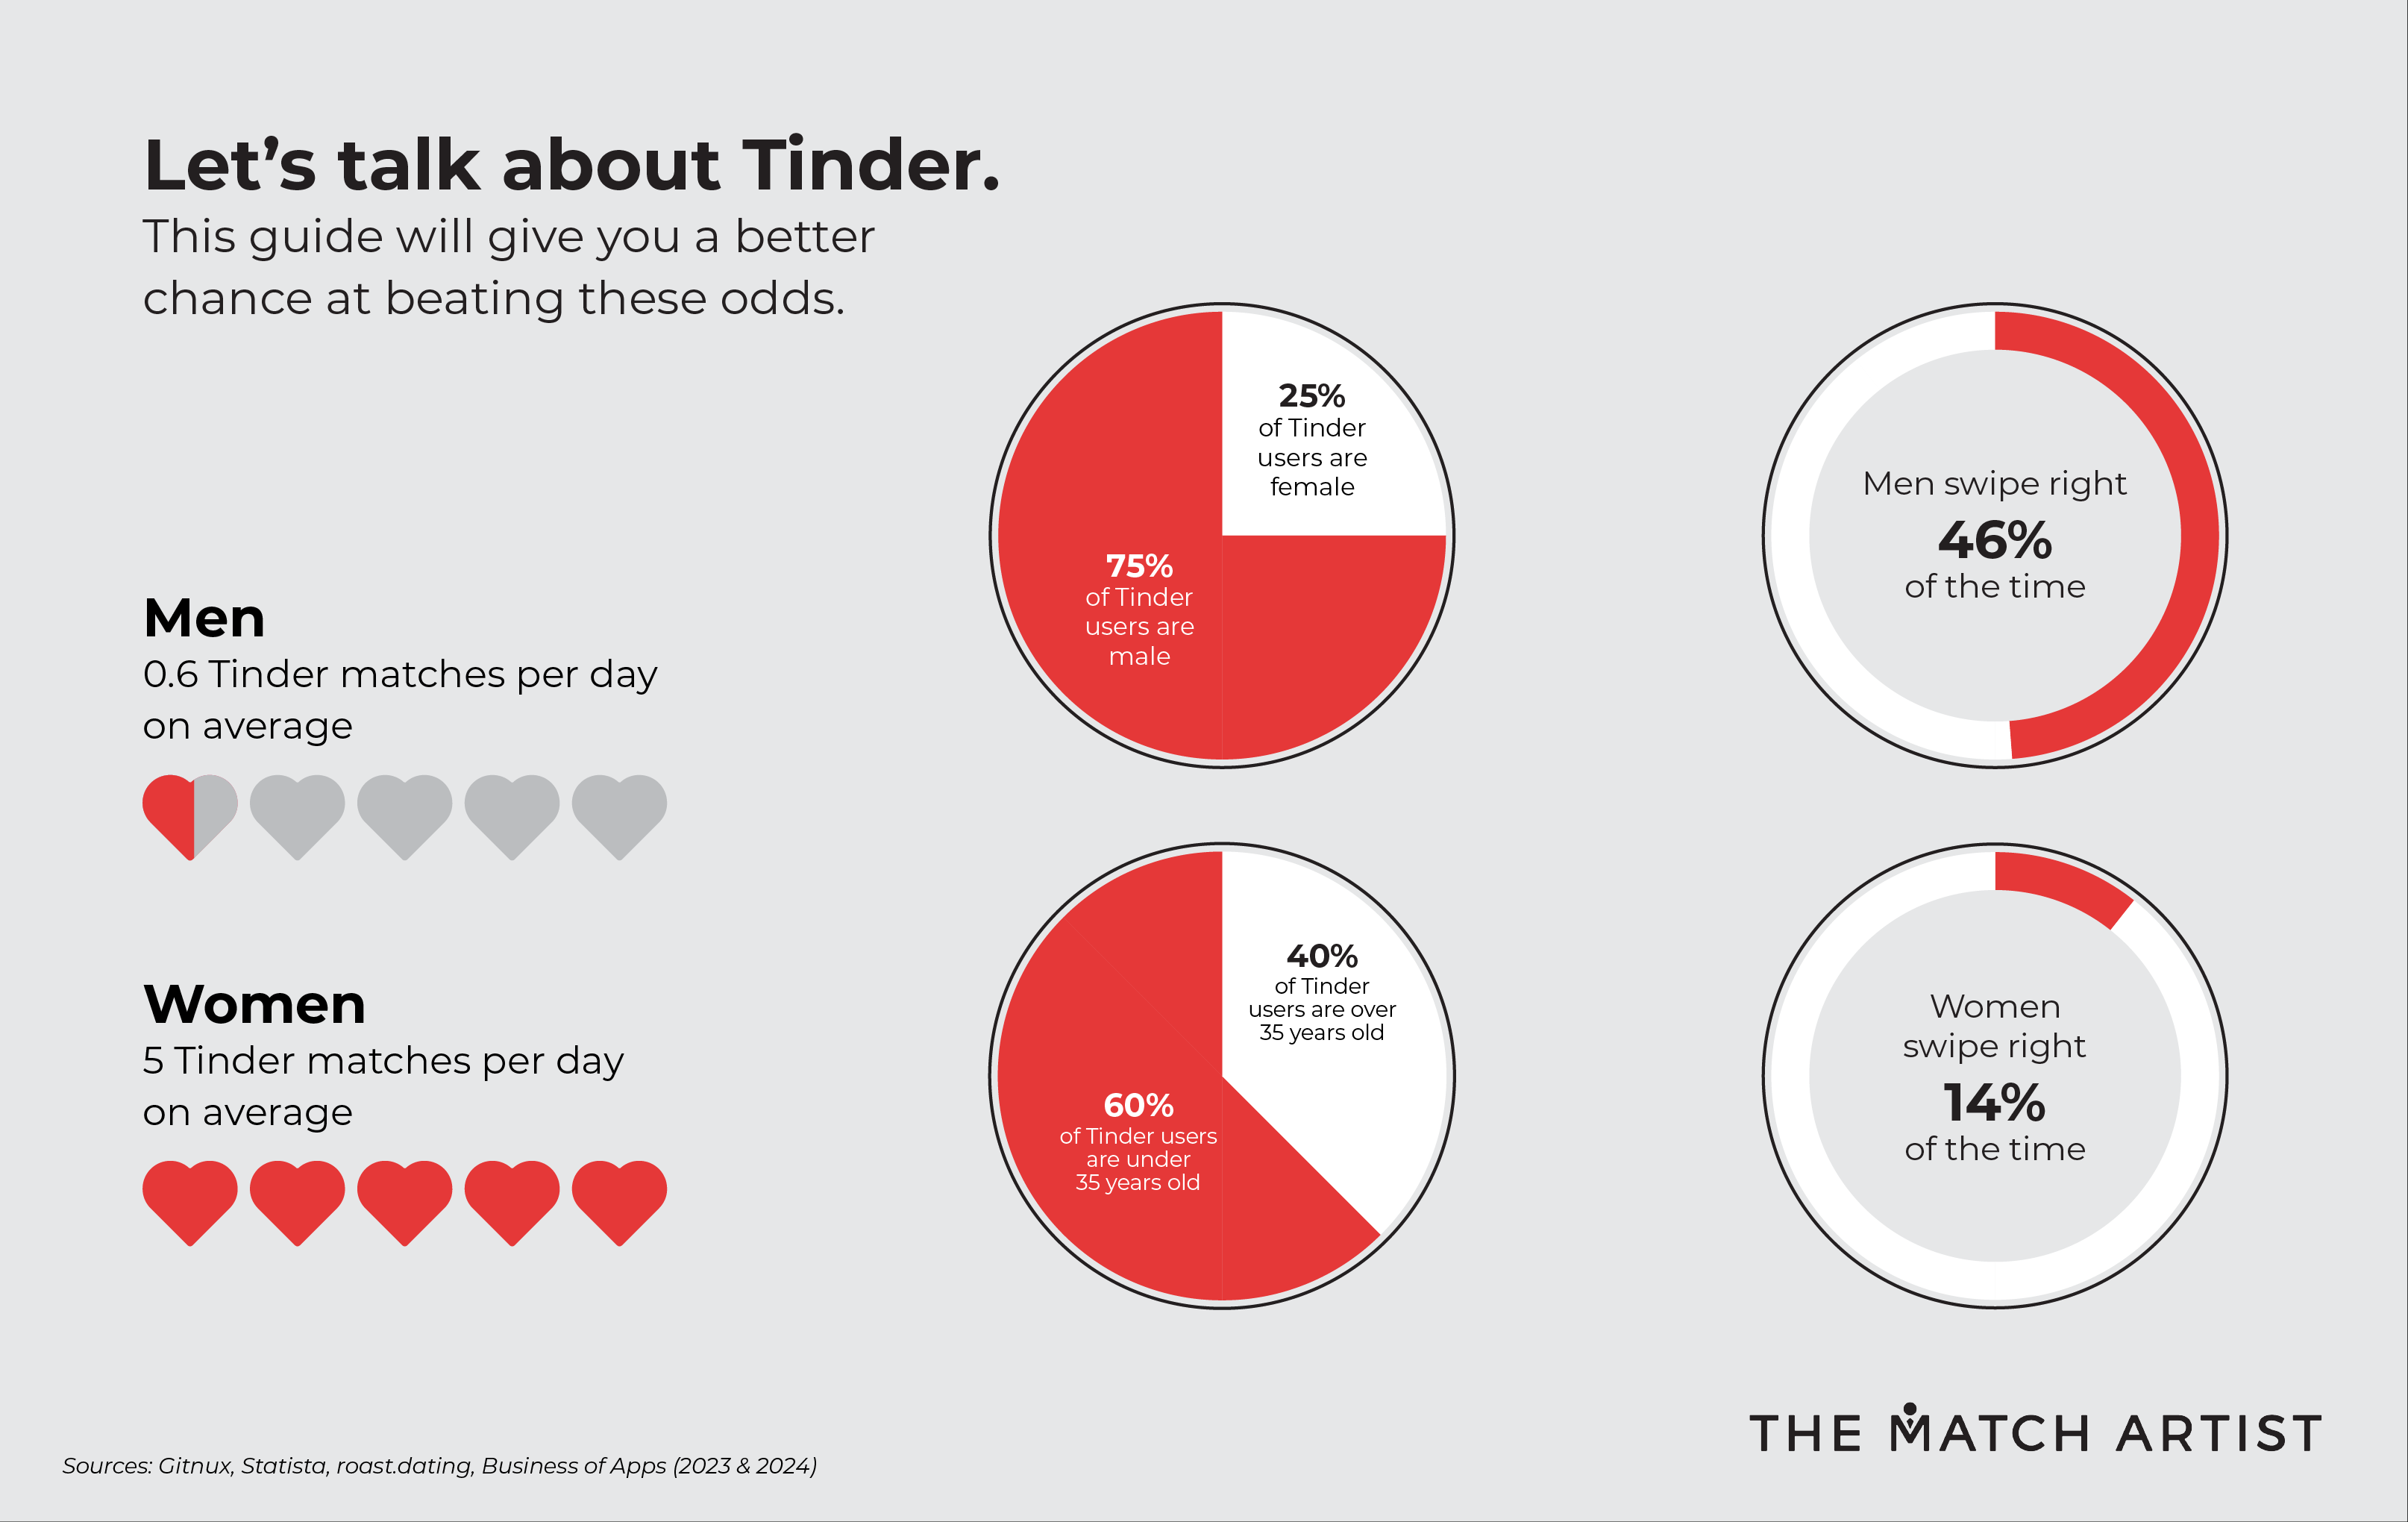 Let’s talk about Tinder.
This guide will give you a better
chance at beating these odds.
Men
0.6 Tinder matches per day
on average
Women
5 Tinder matches per day
on average
25%
of Tinder
users are
female
75%
of Tinder
users are
male
40%
of Tinder
users are over
35 years old
60%
of Tinder users
are under
35 years old
Men swipe right
46%
of the time
Women
swipe right
14%
of the time
Sources: Gitnux, Statista, roast.dating, Business of Apps (2023 & 2024)
THE MATCH ARTIST